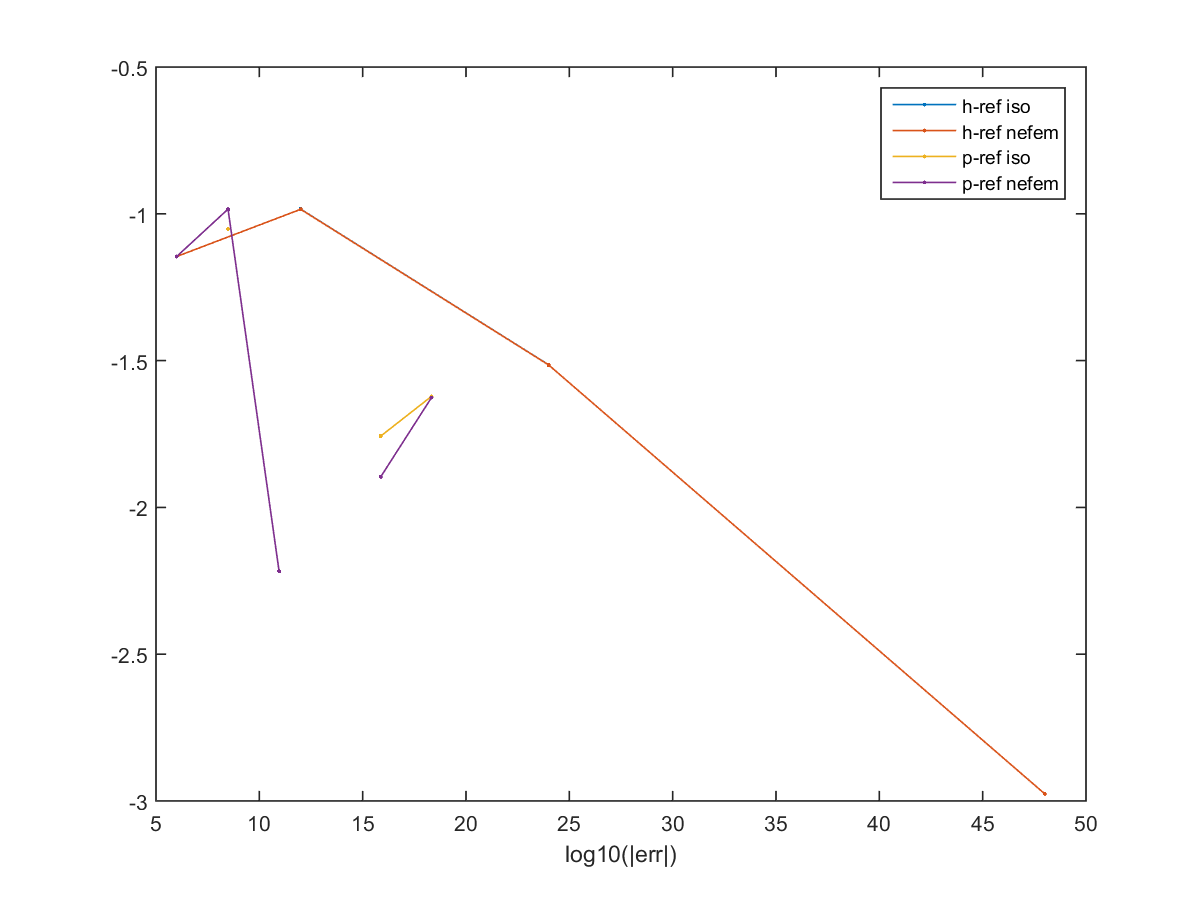 -0.5
-1
-1.5
-2
-2.5
-3
h-ref iso
h-ref nefem
p-ref iso
p-ref nefem
5 10 15 20 25 30 35 40 45 50
log10(|err|)